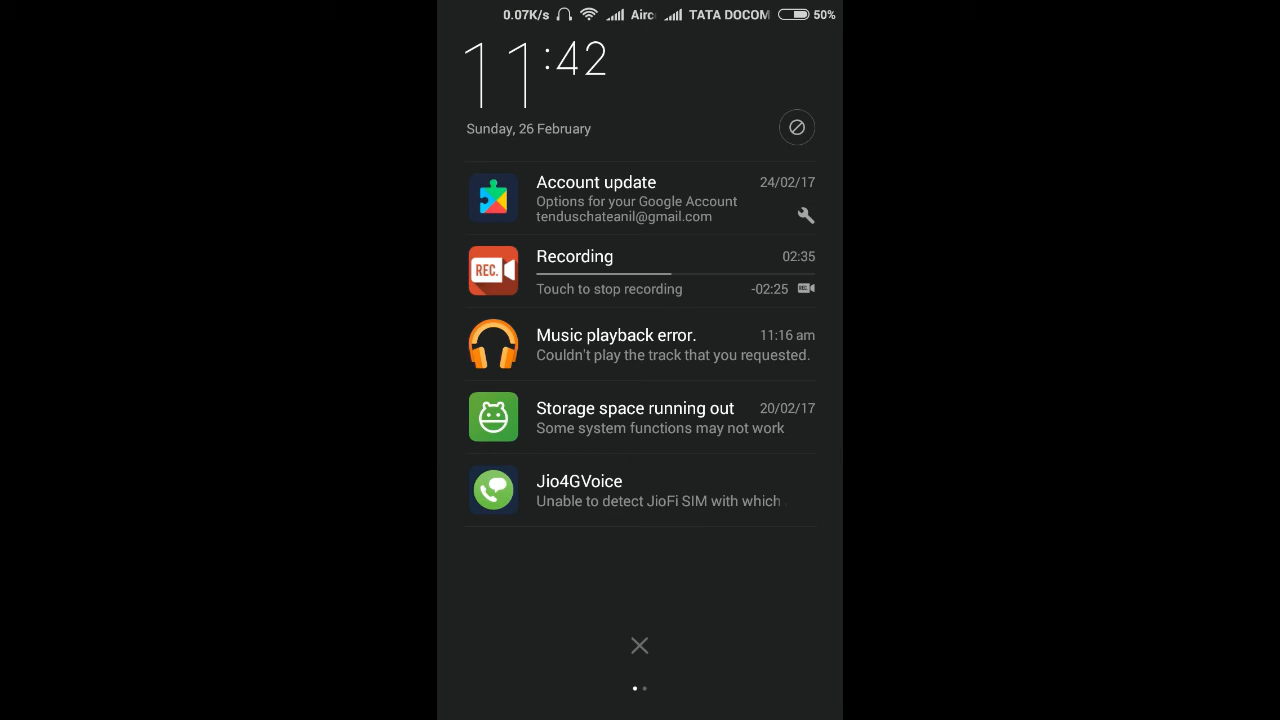 0.07K/s TATA DOCOM 50%
11:42
Sunday, 26 February
Account update 24/02/17
Options for your Google Account
tenduschateanil@gmail.com
REC.
Recording 02:35
Touch to stop recording -02:25 REC
Music playback error. 11:16 am
Couldn't play the track that you requested.
Storage space running out 20/02/17
Some system functions may not work
Jio4GVoice
Unable to detect JioFi SIM with which